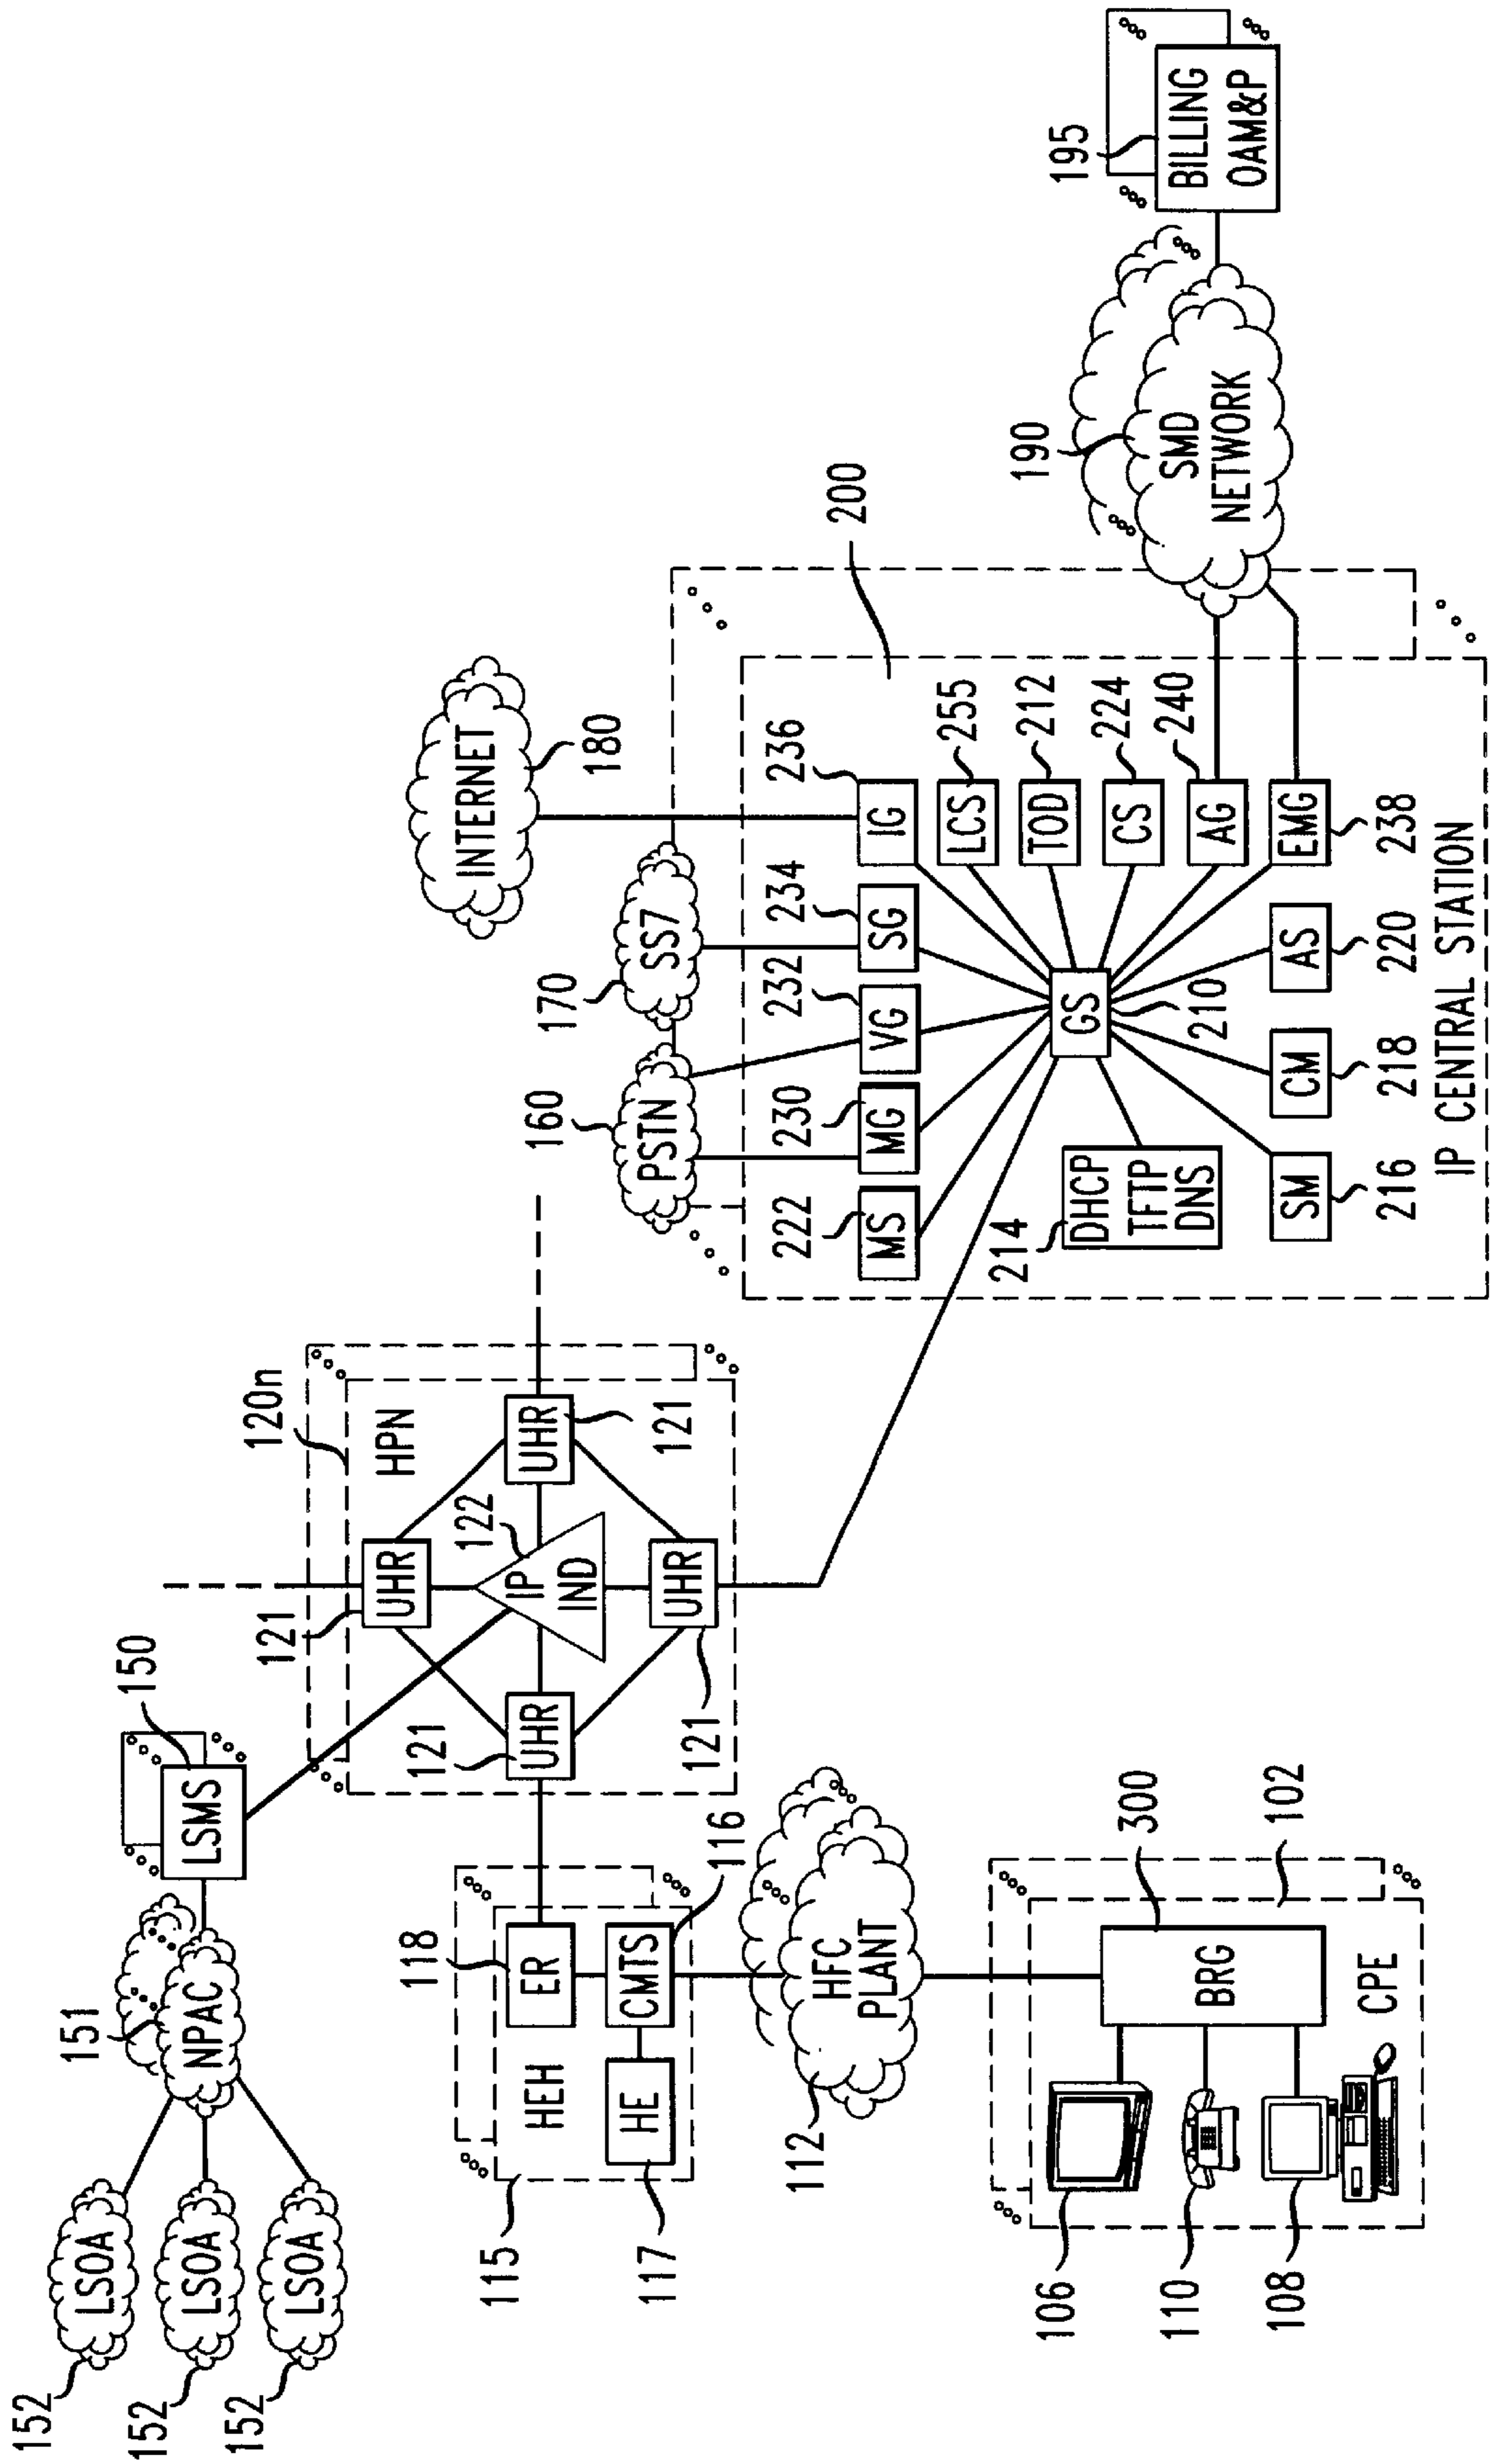 152
LSOA
152
LSOA
152
LSOA
151
NPAC
150
LSMS
120n
HPN
121
UHR
121
UHR
122
IP
IND
UHR
121
UHR
121
115
HEH
118
ER
CMTS
116
HE
117
112
HFC
PLANT
300
102
BRG
CPE
106
110
108
160
PSTN
170
SS7
INTERNET
180
200
222
MS
230
MG
232
VG
234
SG
236
IG
LCS
255
TOD
212
CS
224
AG
240
EMG
238
GS
210
214
DHCP
TFTP
DNS
SM
216
CM
218
AS
220
IP CENTRAL STATION
190
SMD
NETWORK
195
BILLING
OAM&P